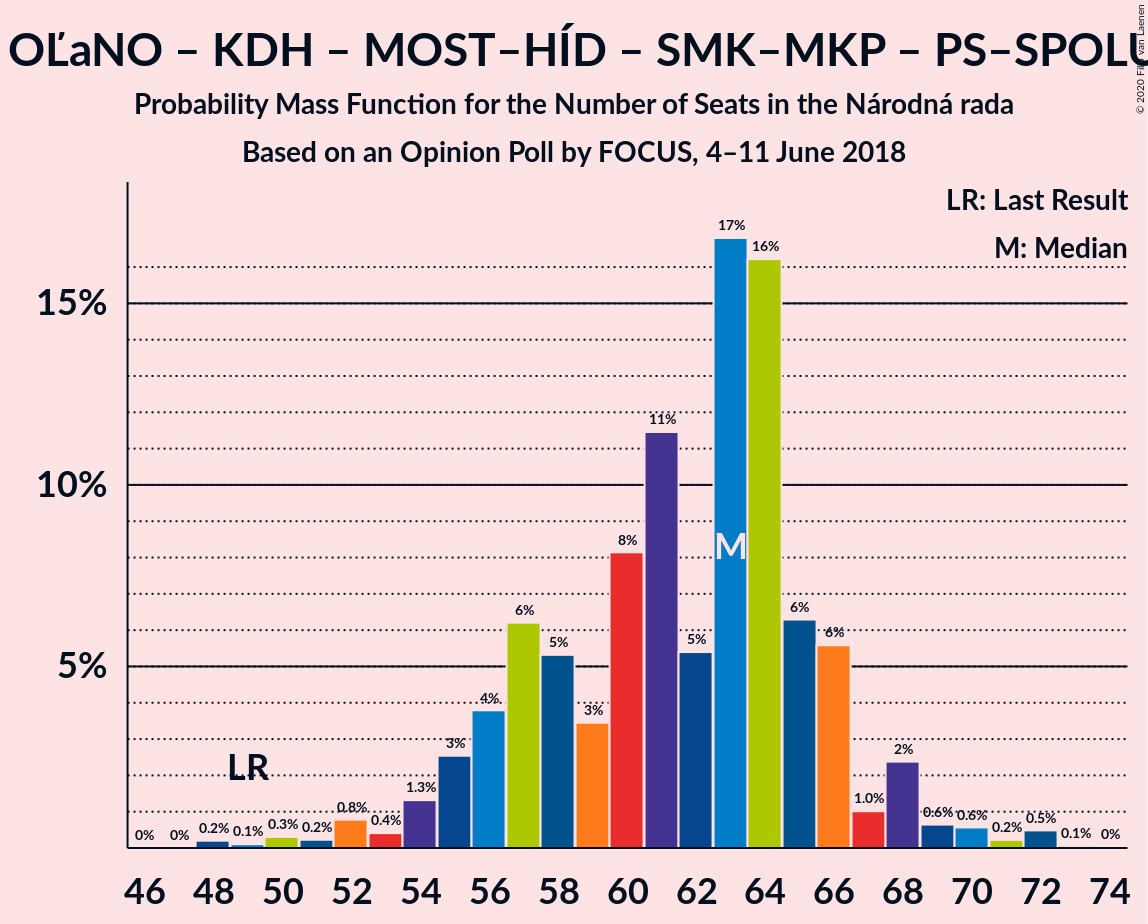 OĽaNO – KDH – MOST–HÍD – SMK–MKP – PS–SPOLU
© 2020 Filip van Laenen
Probability Mass Function for the Number of Seats in the Národná rada
Based on an Opinion Poll by FOCUS, 4–11 June 2018
LR: Last Result
M: Median
15%
10%
5%
0% 0% 0.2% 0.1% 0.3% 0.2% 0.8% 0.4% 1.3% 3% 4% 6% 5% 3% 8% 11% 5% 17% 16% 6% 6% 1.0% 2% 0.6% 0.6% 0.2% 0.5% 0.1% 0%
LR
M
46 48 50 52 54 56 58 60 62 64 66 68 70 72 74